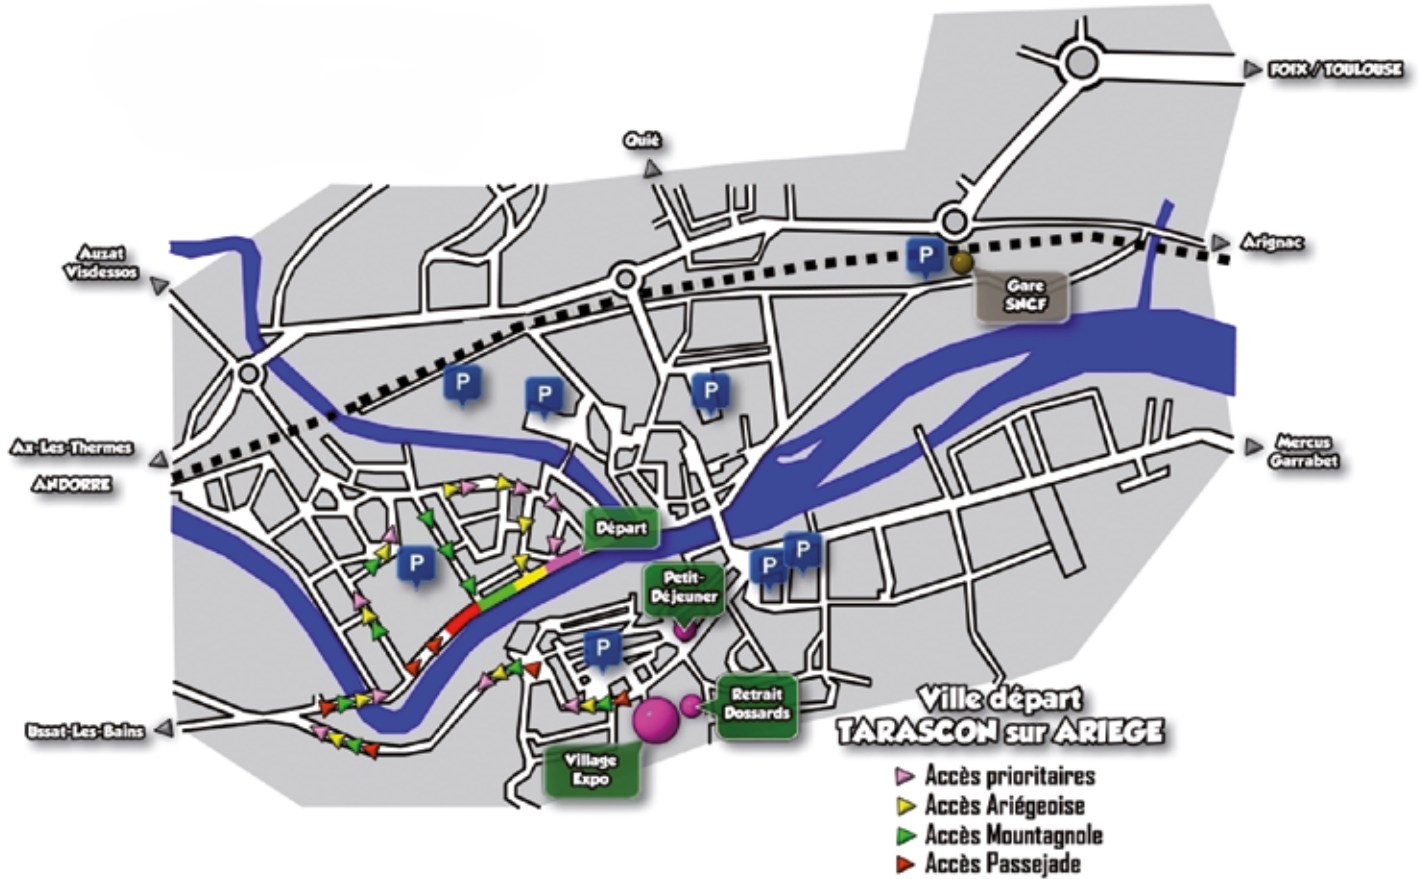 FOIX / TOULOUSE
Quié
Arignac
Auzat
Visdessos
P
Gare
SNCF
P
P
P
Ax-Les-Thermes
ANDORRE
Mercus
Garrabet
Départ
P
P
P
Petit-
Déjeuner
P
Retrait
Dossards
Ussat-Les-Bains
Village
Expo
Ville départ
TARASCON sur ARIEGE
Accès prioritaires
Accès Ariégeoise
Accès Mountagnole
Accès Passejade